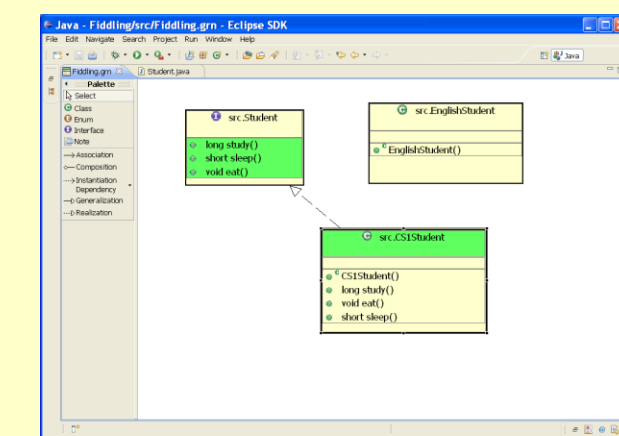 Java - Fiddling/src/Fiddling.grn - Eclipse SDK
File Edit Navigate Search Project Run Window Help
Java
Fiddling.grn
Student.java
Palette
Select
Class
Enum
Interface
Note
Association
Composition
Instantiation
Dependency
Generalization
Realization
src.Student
long study()
short sleep()
void eat()
src.EnglishStudent
EnglishStudent()
src.CS1Student
CS1Student()
long study()
void eat()
short sleep()